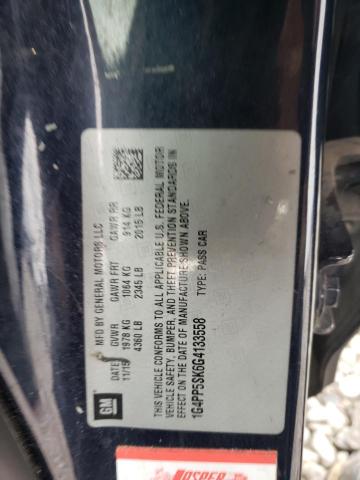 GM
MFD BY GENERAL MOTORS LLC
DATE GVWR GAWR FRT GAWR RR
11/15 1978 KG 1064 KG 914 KG
4360 LB 2345 LB 2015 LB
THIS VEHICLE CONFORMS TO ALL APPLICABLE U.S. FEDERAL MOTOR
VEHICLE SAFETY, BUMPER, AND THEFT PREVENTION STANDARDS IN
EFFECT ON THE DATE OF MANUFACTURE SHOWN ABOVE.
1G4PP5SK6G4133558 TYPE: PASS CAR